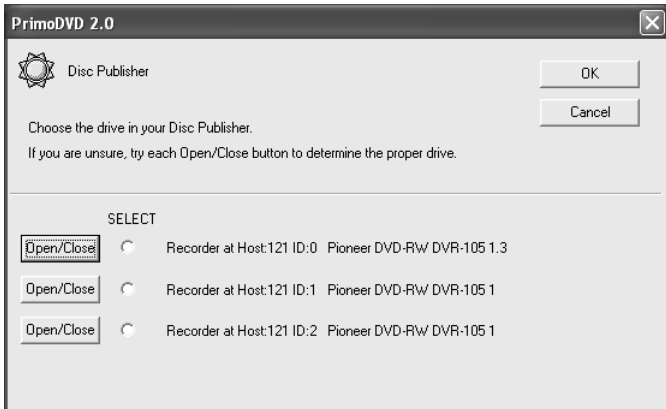 PrimoDVD 2.0
Disc Publisher
OK
Cancel
Choose the drive in your Disc Publisher.
If you are unsure, try each Open/Close button to determine the proper drive.
SELECT
Open/Close Recorder at Host:121 ID:0 Pioneer DVD-RW DVR-105 1.3
Open/Close Recorder at Host:121 ID:1 Pioneer DVD-RW DVR-105 1
Open/Close Recorder at Host:121 ID:2 Pioneer DVD-RW DVR-105 1